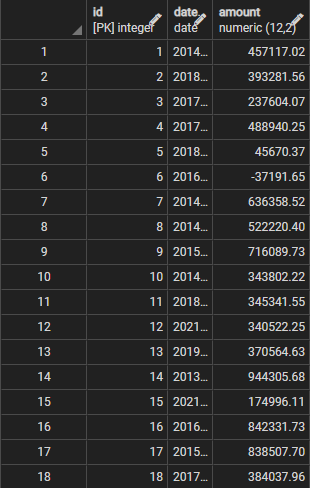 id date... amount
[PK] integer date numeric (12,2)
1 1 2014... 457117.02
2 2 2018... 393281.56
3 3 2017... 237604.07
4 4 2017... 488940.25
5 5 2018... 45670.37
6 6 2016... -37191.65
7 7 2014... 636358.52
8 8 2014... 522220.40
9 9 2015... 716089.73
10 10 2014... 343802.22
11 11 2018... 345341.55
12 12 2021... 340522.25
13 13 2019... 370564.63
14 14 2013... 944305.68
15 15 2021... 174996.11
16 16 2016... 842331.73
17 17 2015... 838507.70
18 18 2017... 384037.96